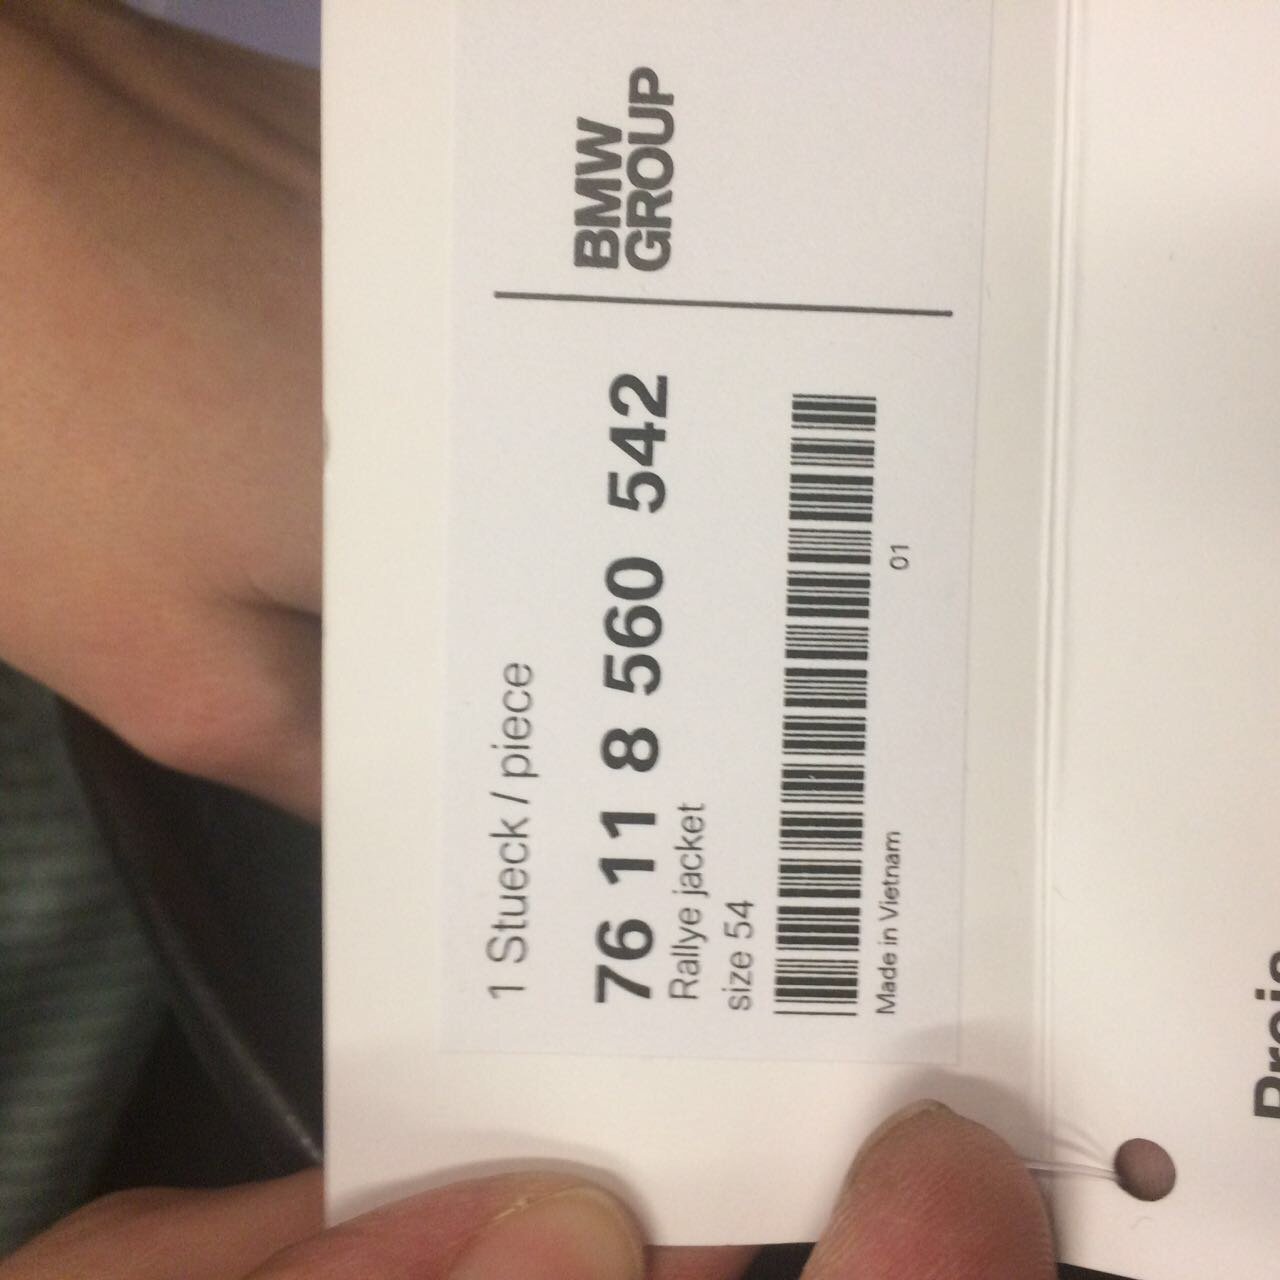 1 Stueck / piece
76 11 8 560 542
Rallye jacket
size 54
Made in Vietnam
01
BMW
GROUP